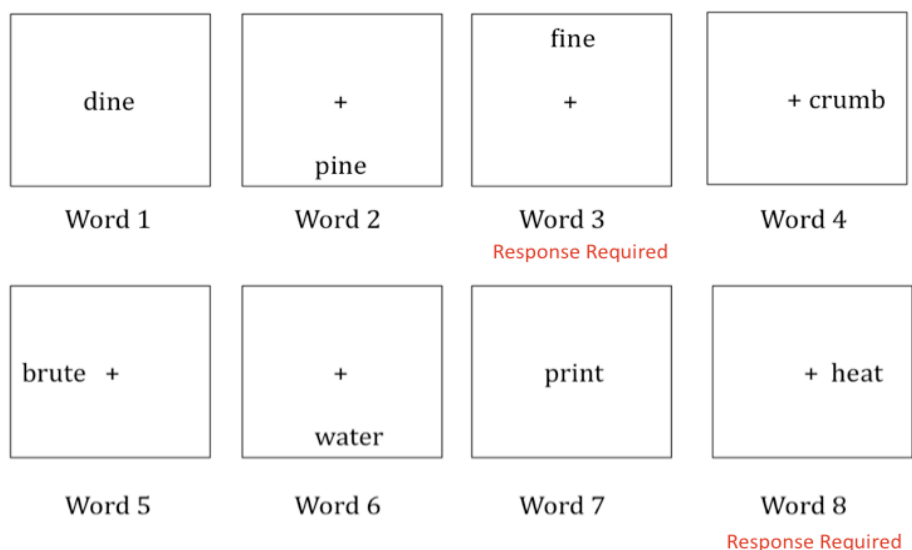 fine
dine
+
+
+ crumb
pine
Word 1
Word 2
Word 3
Word 4
Response Required
brute +
+
print
+ heat
water
Word 5
Word 6
Word 7
Word 8
Response Required